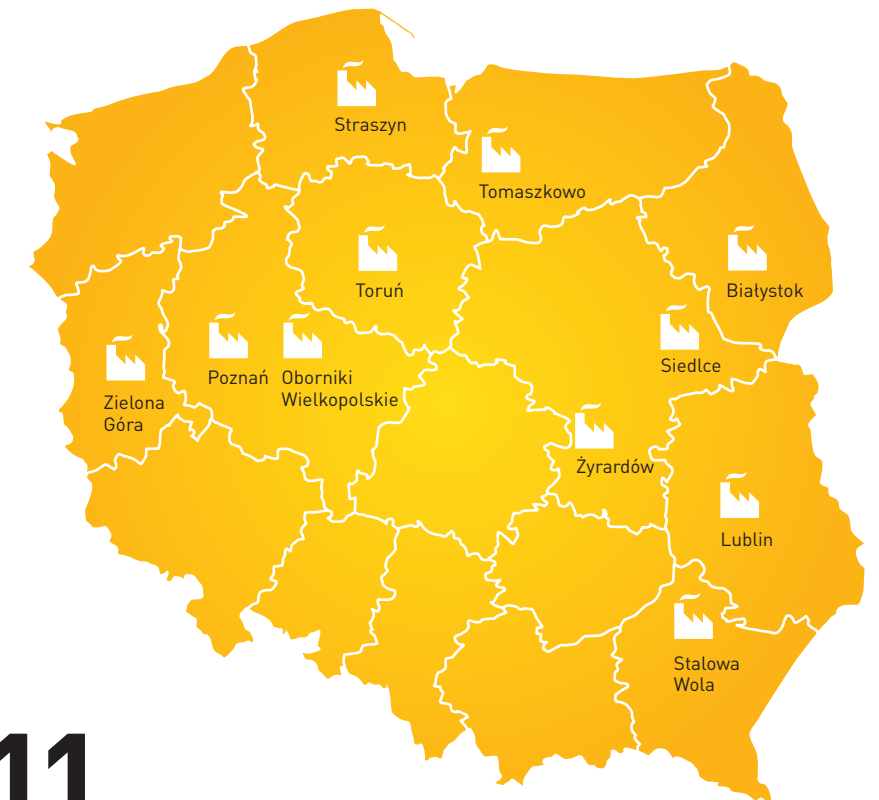 Straszyn
Tomaszkowo
Toruń
Białystok
Siedlce
Poznań
Oborniki
Wielkopolskie
Zielona
Góra
Żyrardów
Lublin
Stalowa
Wola
11